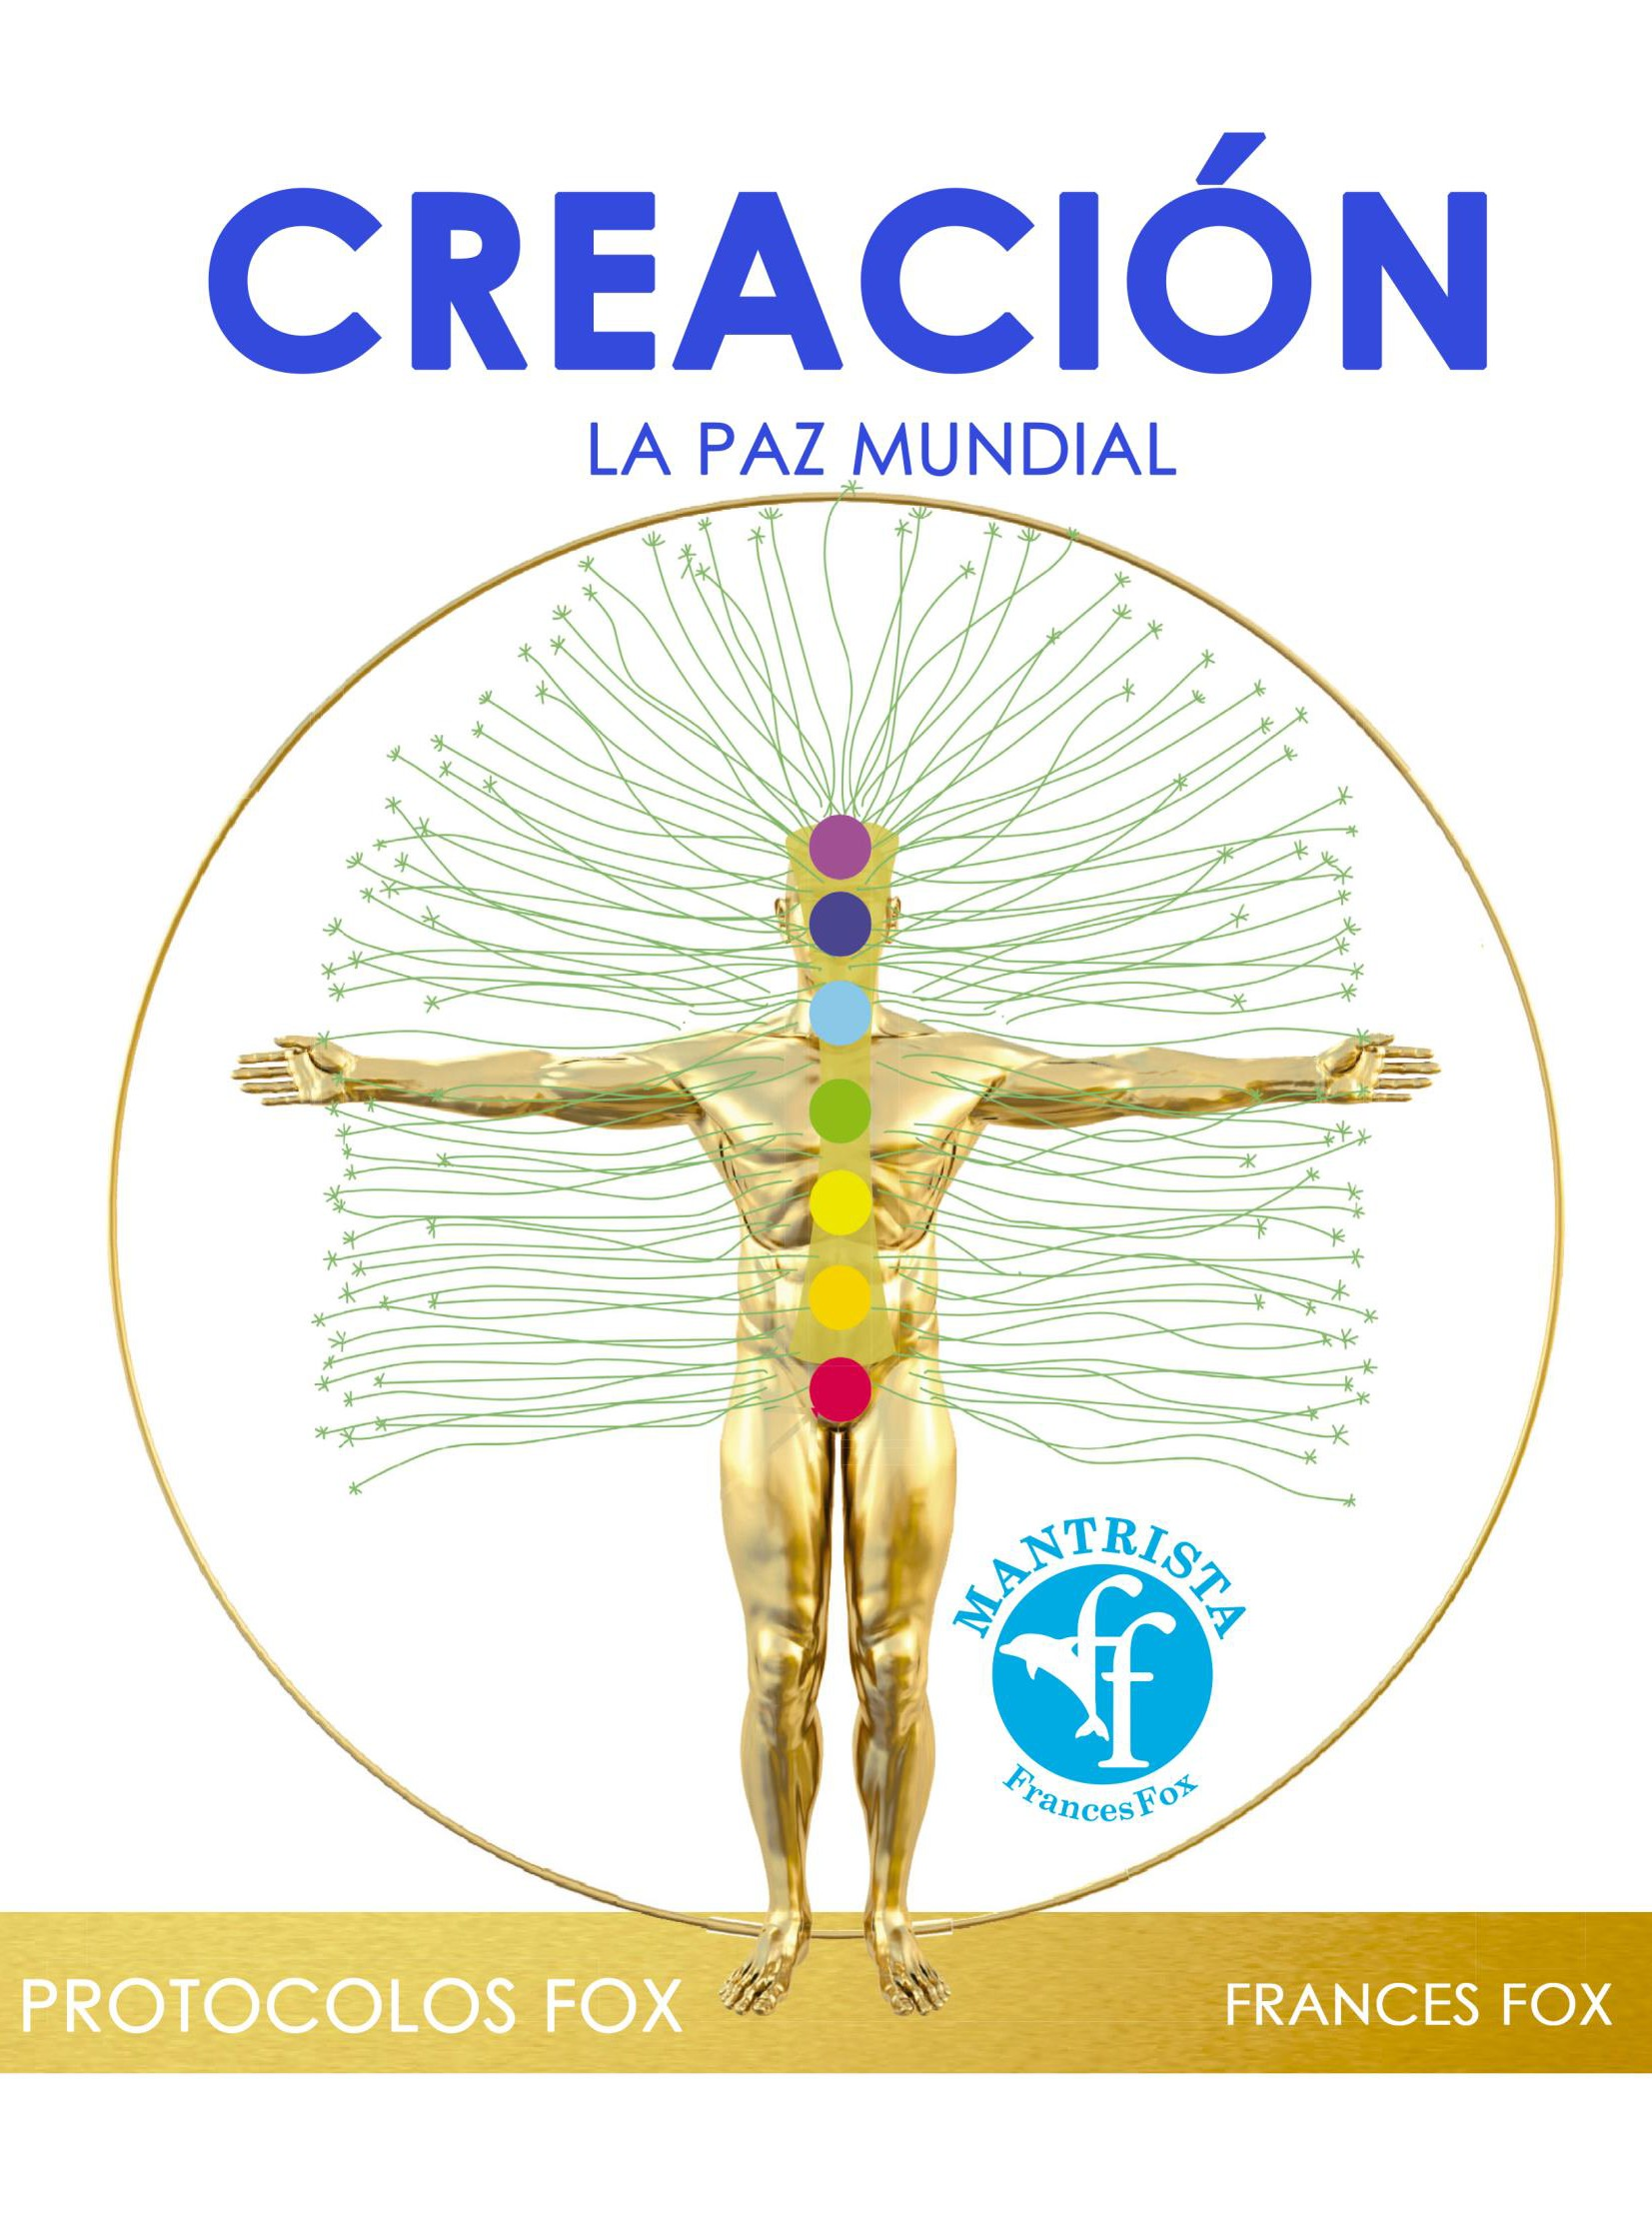 CREACIÓN
LA PAZ MUNDIAL
MANTRISTA
ff
FrancesFox
PROTOCOLOS FOX
FRANCES FOX